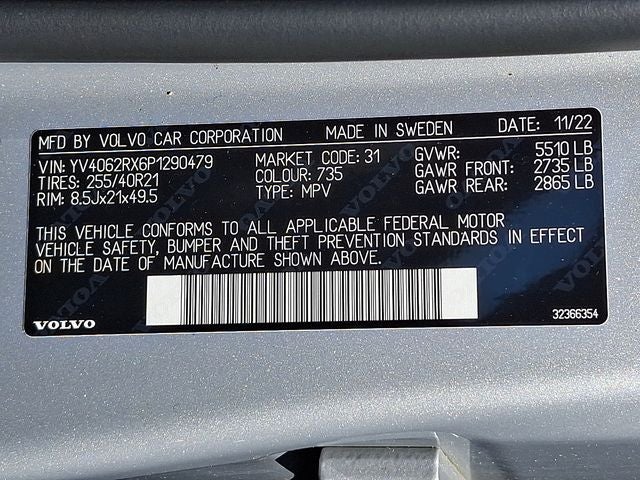 MFD BY VOLVO CAR CORPORATION MADE IN SWEDEN DATE: 11/22
VIN: YV4062RX6P1290479 MARKET CODE: 31 GVWR: 5510 LB
TIRES: 255/40R21 COLOUR: 735 GAWR FRONT: 2735 LB
RIM: 8.5Jx21x49.5 TYPE: MPV GAWR REAR: 2865 LB
THIS VEHICLE CONFORMS TO ALL APPLICABLE FEDERAL MOTOR
VEHICLE SAFETY, BUMPER AND THEFT PREVENTION STANDARDS IN EFFECT
ON THE DATE OF MANUFACTURE SHOWN ABOVE.
VOLVO 32366354